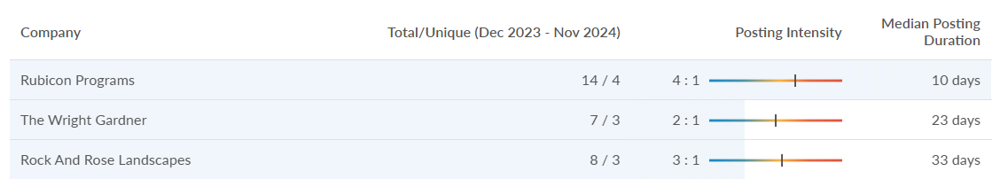 Company Total/Unique (Dec 2023 - Nov 2024) Posting Intensity Median Posting
Duration
Rubicon Programs 14 / 4 4 : 1 10 days
The Wright Gardner 7 / 3 2 : 1 23 days
Rock And Rose Landscapes 8 / 3 3 : 1 33 days